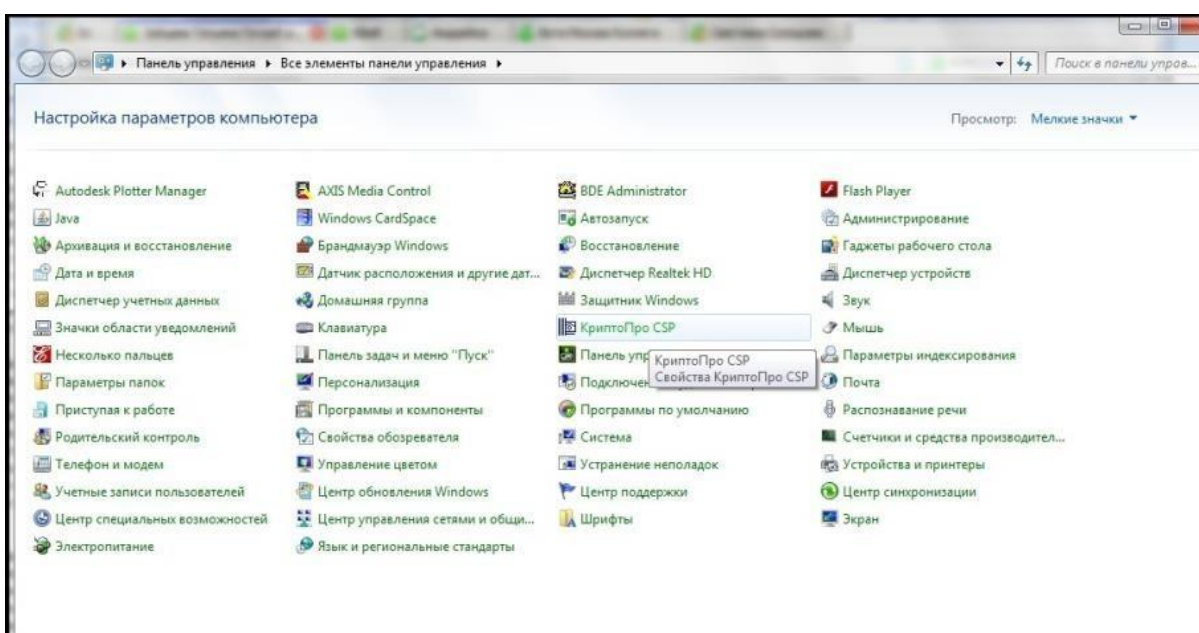 Панель управления ▸ Все элементы панели управления ▸ Поиск в панели управ...
Настройка параметров компьютера Просмотр: Мелкие значки
Autodesk Plotter Manager AXIS Media Control BDE Administrator Flash Player
Java Windows CardSpace Автозапуск Администрирование
Архивация и восстановление Брандмауэр Windows Восстановление Гаджеты рабочего стола
Дата и время Датчик расположения и другие дат... Диспетчер Realtek HD Диспетчер устройств
Диспетчер учетных данных Домашняя группа Защитник Windows Звук
Значки области уведомлений Клавиатура КриптоПро CSP Мышь
Несколько пальцев Панель задач и меню "Пуск" Панель упр КриптоПро CSP Параметры индексирования
Параметры папок Персонализация Подключен Свойства КриптоПро CSP Почта
Приступая к работе Программы и компоненты Программы по умолчанию Распознавание речи
Родительский контроль Свойства обозревателя Система Счетчики и средства производител...
Телефон и модем Управление цветом Устранение неполадок Устройства и принтеры
Учетные записи пользователей Центр обновления Windows Центр поддержки Центр синхронизации
Центр специальных возможностей Центр управления сетями и общи... Шрифты Экран
Электропитание Язык и региональные стандарты